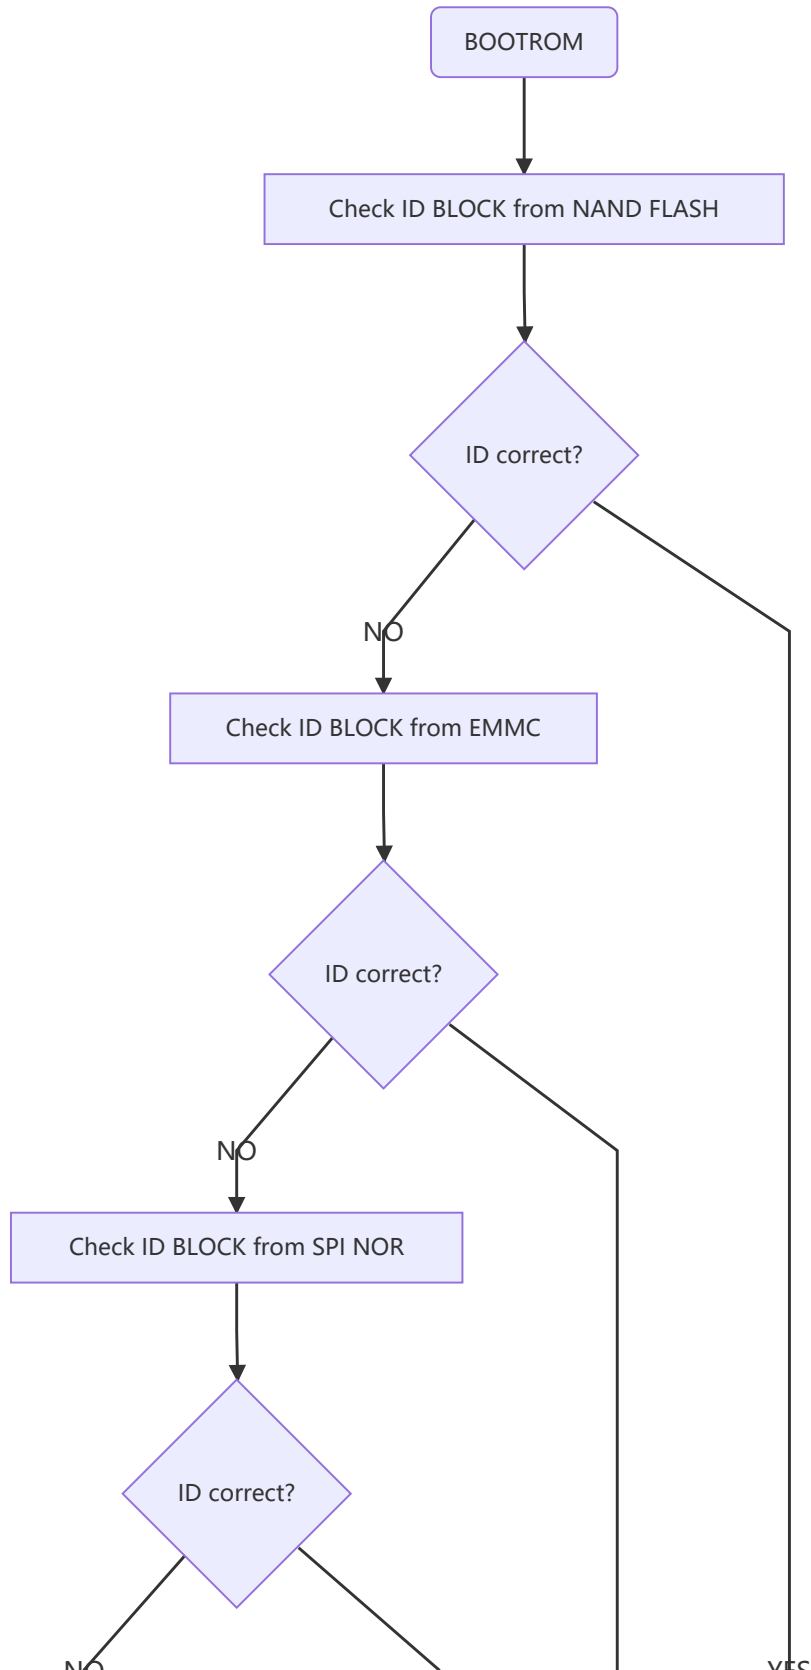 BOOTROM
Check ID BLOCK from NAND FLASH
ID correct?
NO
Check ID BLOCK from EMMC
ID correct?
NO
Check ID BLOCK from SPI NOR
ID correct?
NO
YES